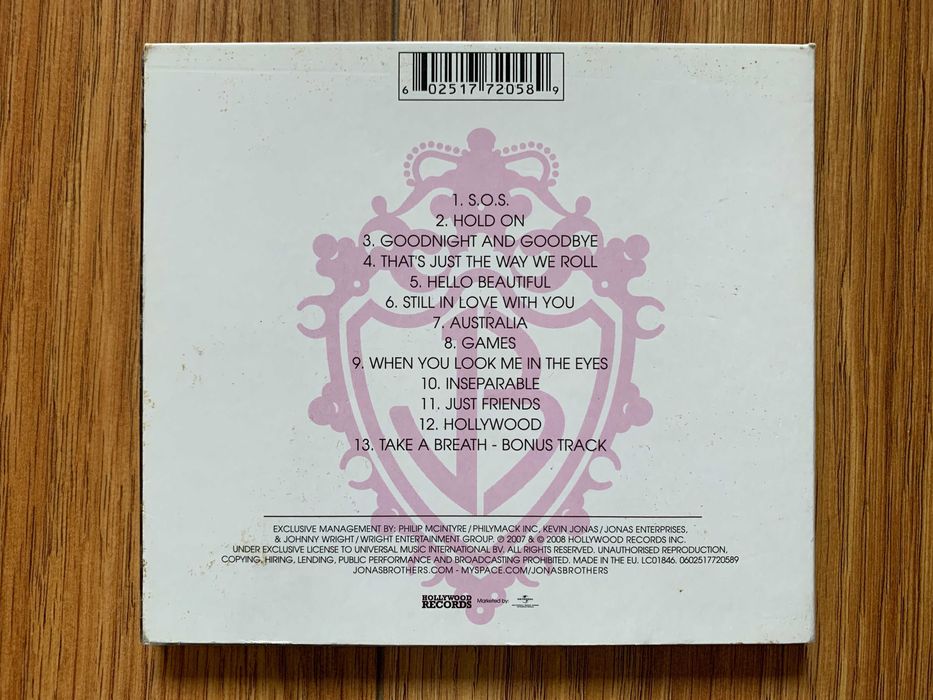 6 02517 72058 9
1. S.O.S.
2. HOLD ON
3. GOODNIGHT AND GOODBYE
4. THAT'S JUST THE WAY WE ROLL
5. HELLO BEAUTIFUL
6. STILL IN LOVE WITH YOU
7. AUSTRALIA
8. GAMES
9. WHEN YOU LOOK ME IN THE EYES
10. INSEPARABLE
11. JUST FRIENDS
12. HOLLYWOOD
13. TAKE A BREATH - BONUS TRACK
JB
EXCLUSIVE MANAGEMENT BY: PHILIP MCINTYRE / PHILYMACK INC, KEVIN JONAS / JONAS ENTERPRISES.
& JOHNNY WRIGHT / WRIGHT ENTERTAINMENT GROUP. ℗ 2007 & © 2008 HOLLYWOOD RECORDS INC.
UNDER EXCLUSIVE LICENSE TO UNIVERSAL MUSIC INTERNATIONAL BV. ALL RIGHTS RESERVED. UNAUTHORISED REPRODUCTION,
COPYING, HIRING, LENDING, PUBLIC PERFORMANCE AND BROADCASTING PROHIBITED. MADE IN THE EU. LC01846. 0602517720589
JONASBROTHERS.COM - MYSPACE.COM/JONASBROTHERS
HOLLYWOOD RECORDS Marketed by: UNIVERSAL